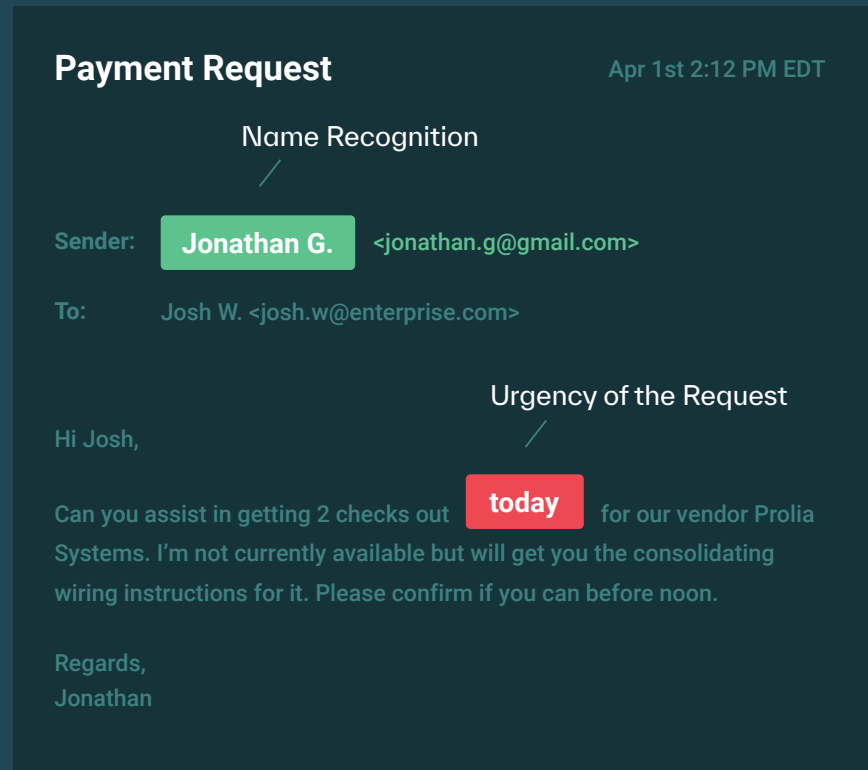 Payment Request Apr 1st 2:12 PM EDT
Name Recognition
Sender: Jonathan G. <jonathan.g@gmail.com>
To: Josh W. <josh.w@enterprise.com>
Urgency of the Request
Hi Josh,
Can you assist in getting 2 checks out today for our vendor Prolia
Systems. I’m not currently available but will get you the consolidating
wiring instructions for it. Please confirm if you can before noon.
Regards,
Jonathan